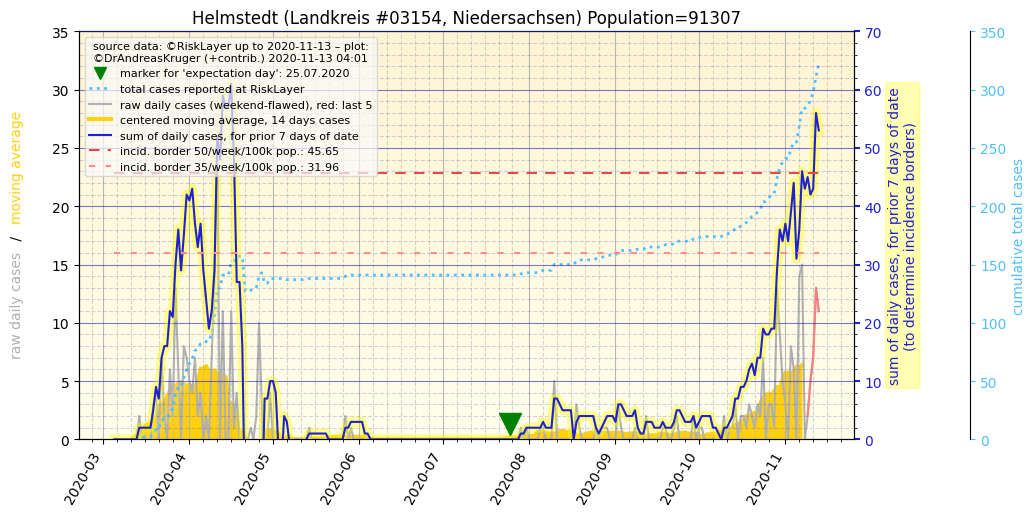 Helmstedt (Landkreis #03154, Niedersachsen) Population=91307
source data: ©RiskLayer up to 2020-11-13 – plot:
©DrAndreasKruger (+contrib.) 2020-11-13 04:01
marker for 'expectation day': 25.07.2020
total cases reported at RiskLayer
raw daily cases (weekend-flawed), red: last 5
centered moving average, 14 days cases
sum of daily cases, for prior 7 days of date
incid. border 50/week/100k pop.: 45.65
incid. border 35/week/100k pop.: 31.96
raw daily cases / moving average
35
30
25
20
15
10
5
0
2020-03
2020-04
2020-05
2020-06
2020-07
2020-08
2020-09
2020-10
2020-11
70
60
50
40
30
20
10
0
sum of daily cases, for prior 7 days of date
(to determine incidence borders)
350
300
250
200
150
100
50
0
cumulative total cases